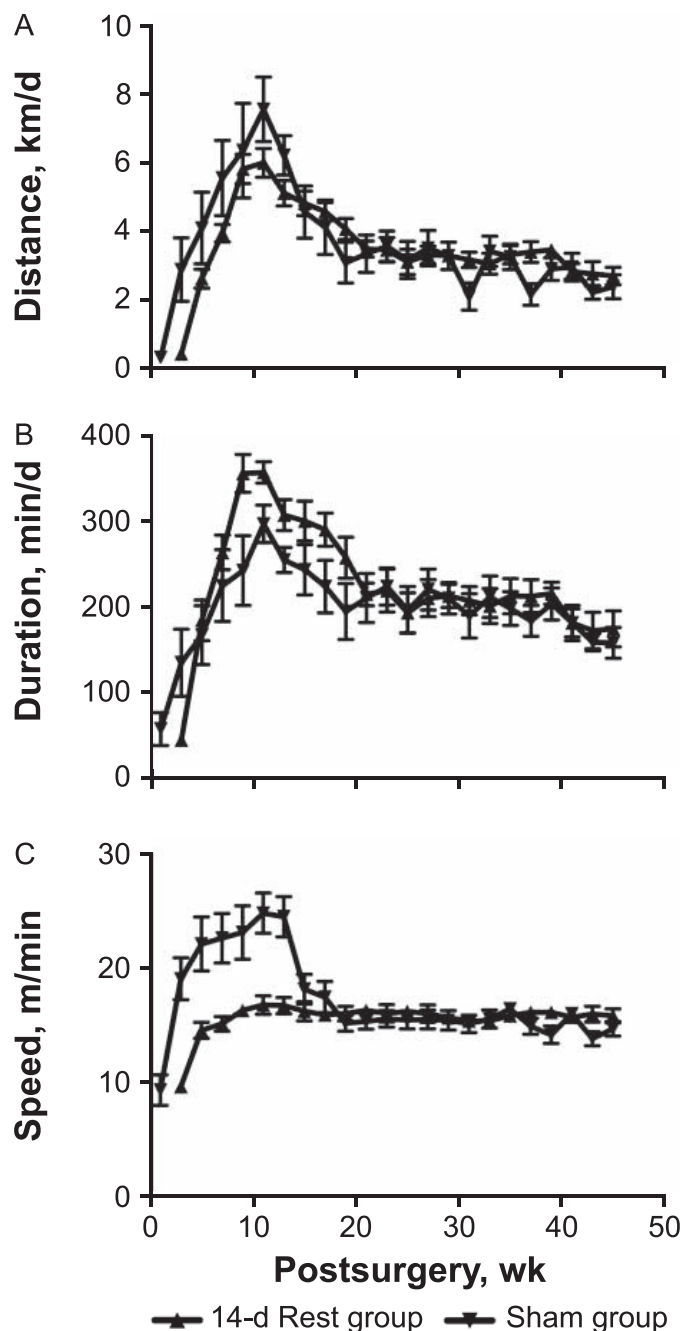 A
Distance, km/d
10
8
6
4
2
0
B
Duration, min/d
400
300
200
100
0
C
Speed, m/min
30
20
10
0
0 10 20 30 40 50
Postsurgery, wk
14-d Rest group Sham group